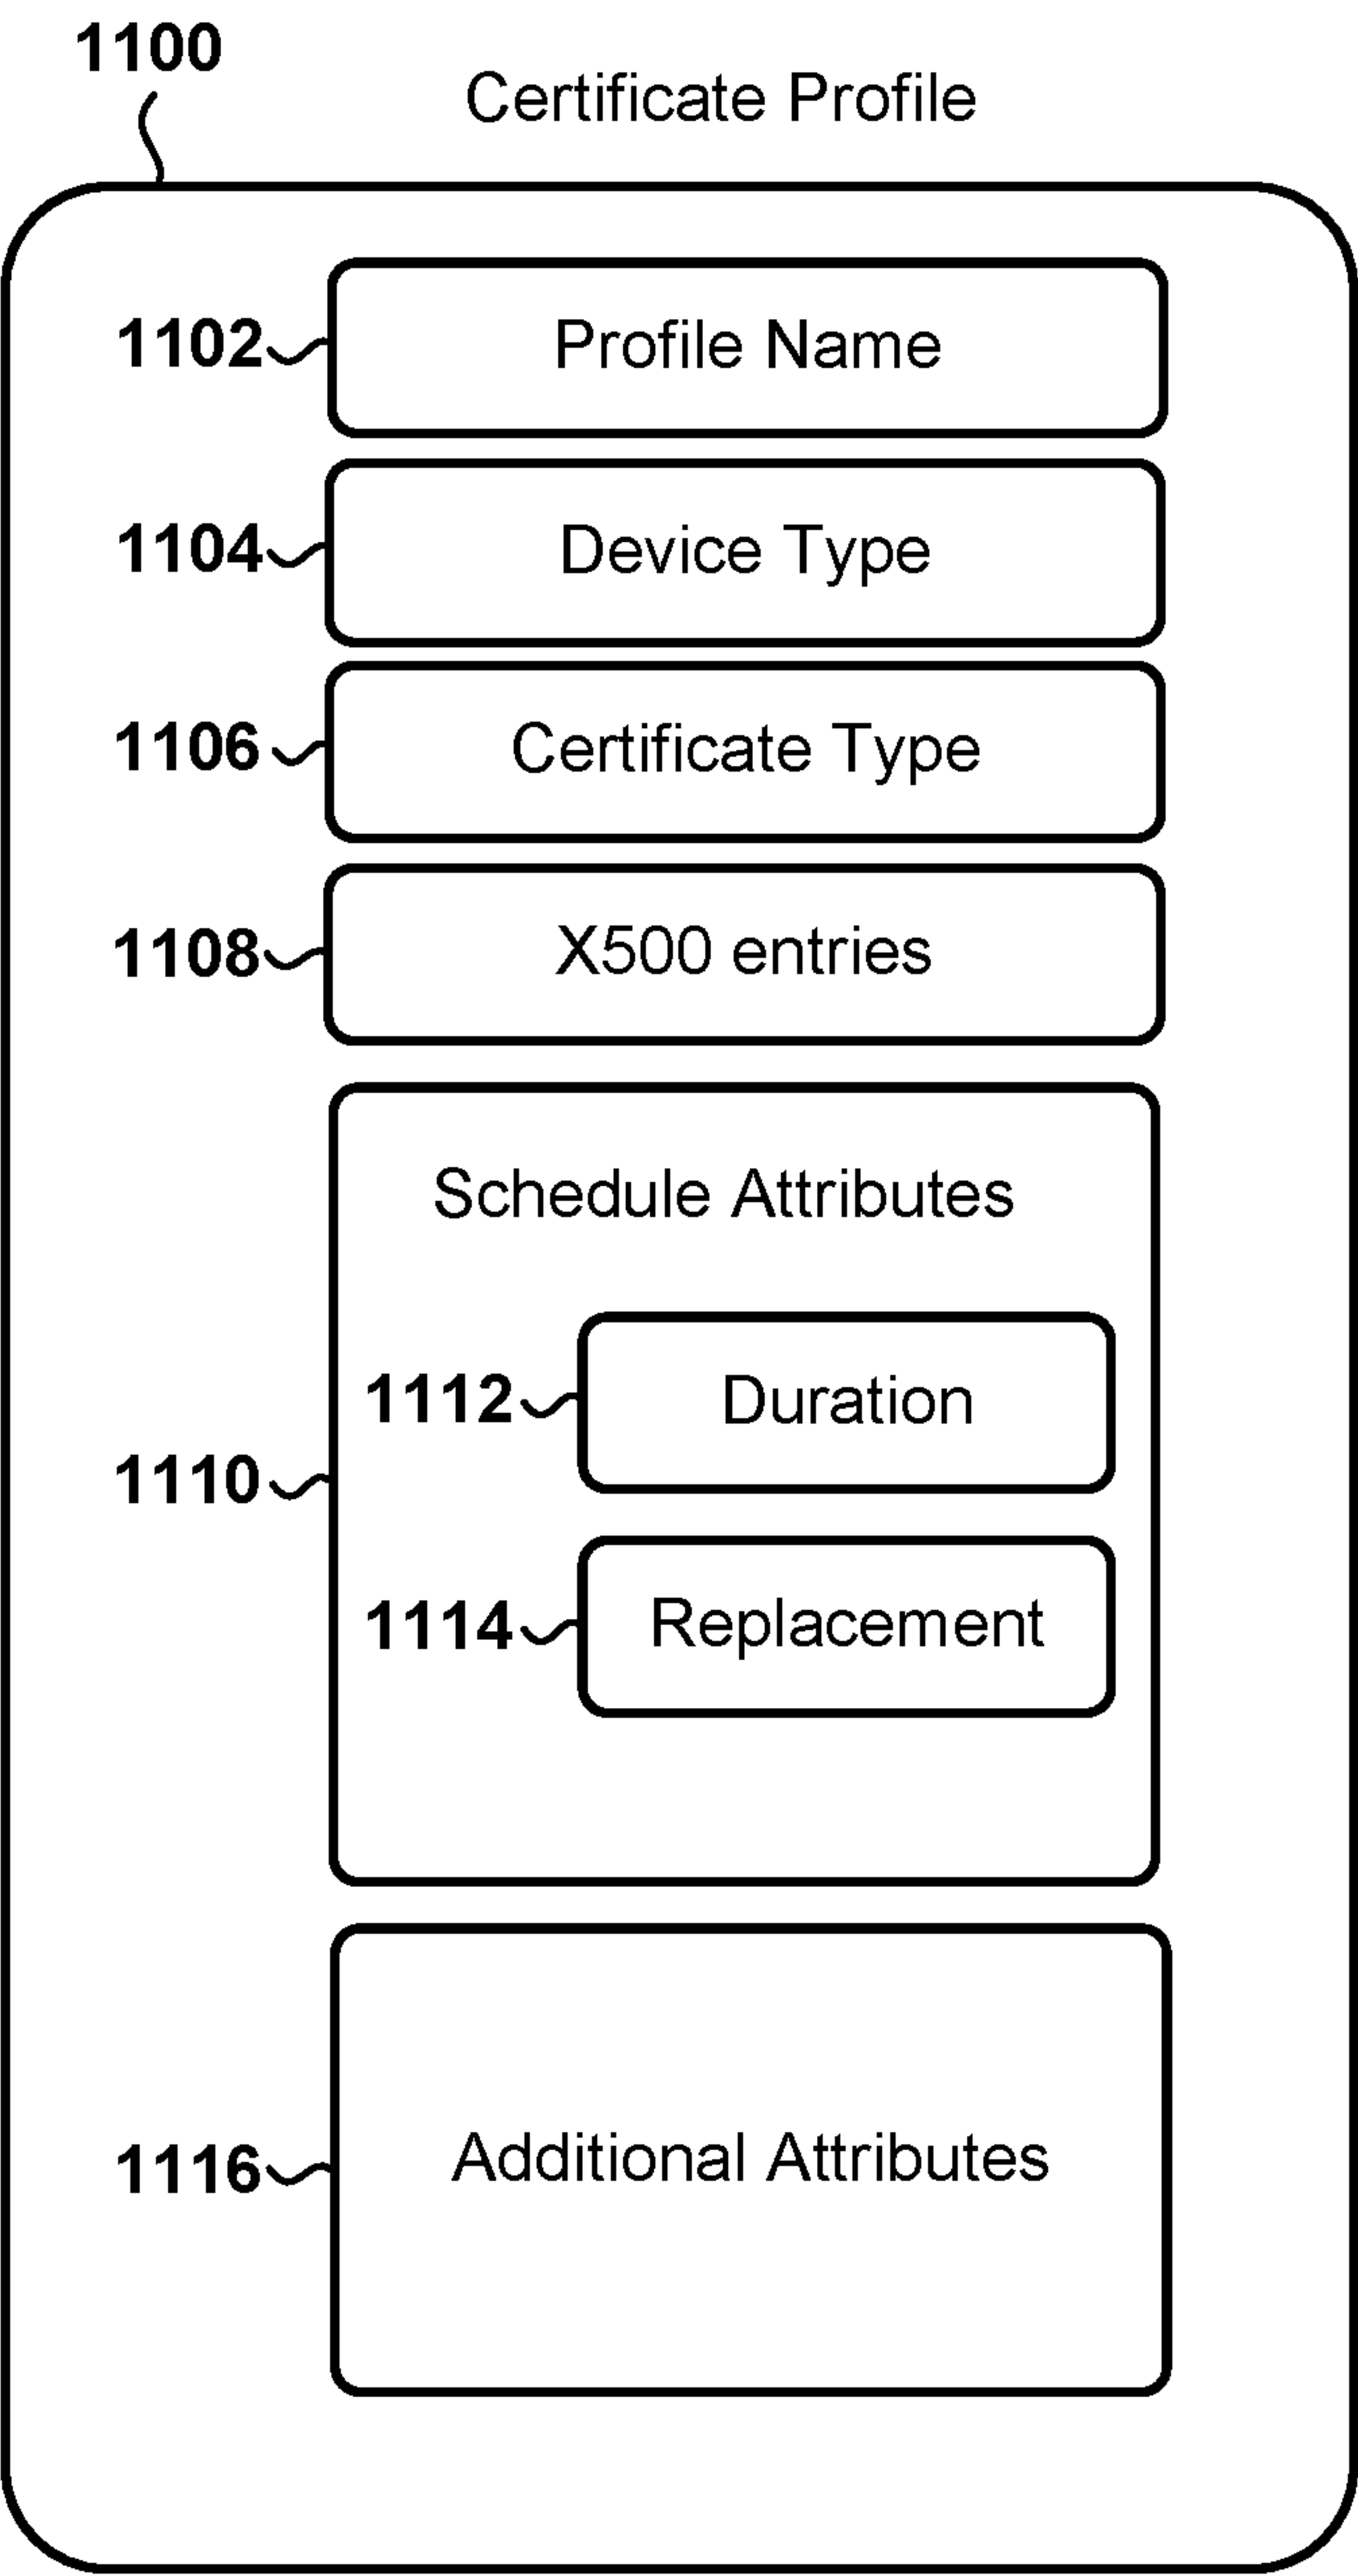 1100
Certificate Profile
1102 Profile Name
1104 Device Type
1106 Certificate Type
1108 X500 entries
Schedule Attributes
1112 Duration
1110
1114 Replacement
1116 Additional Attributes